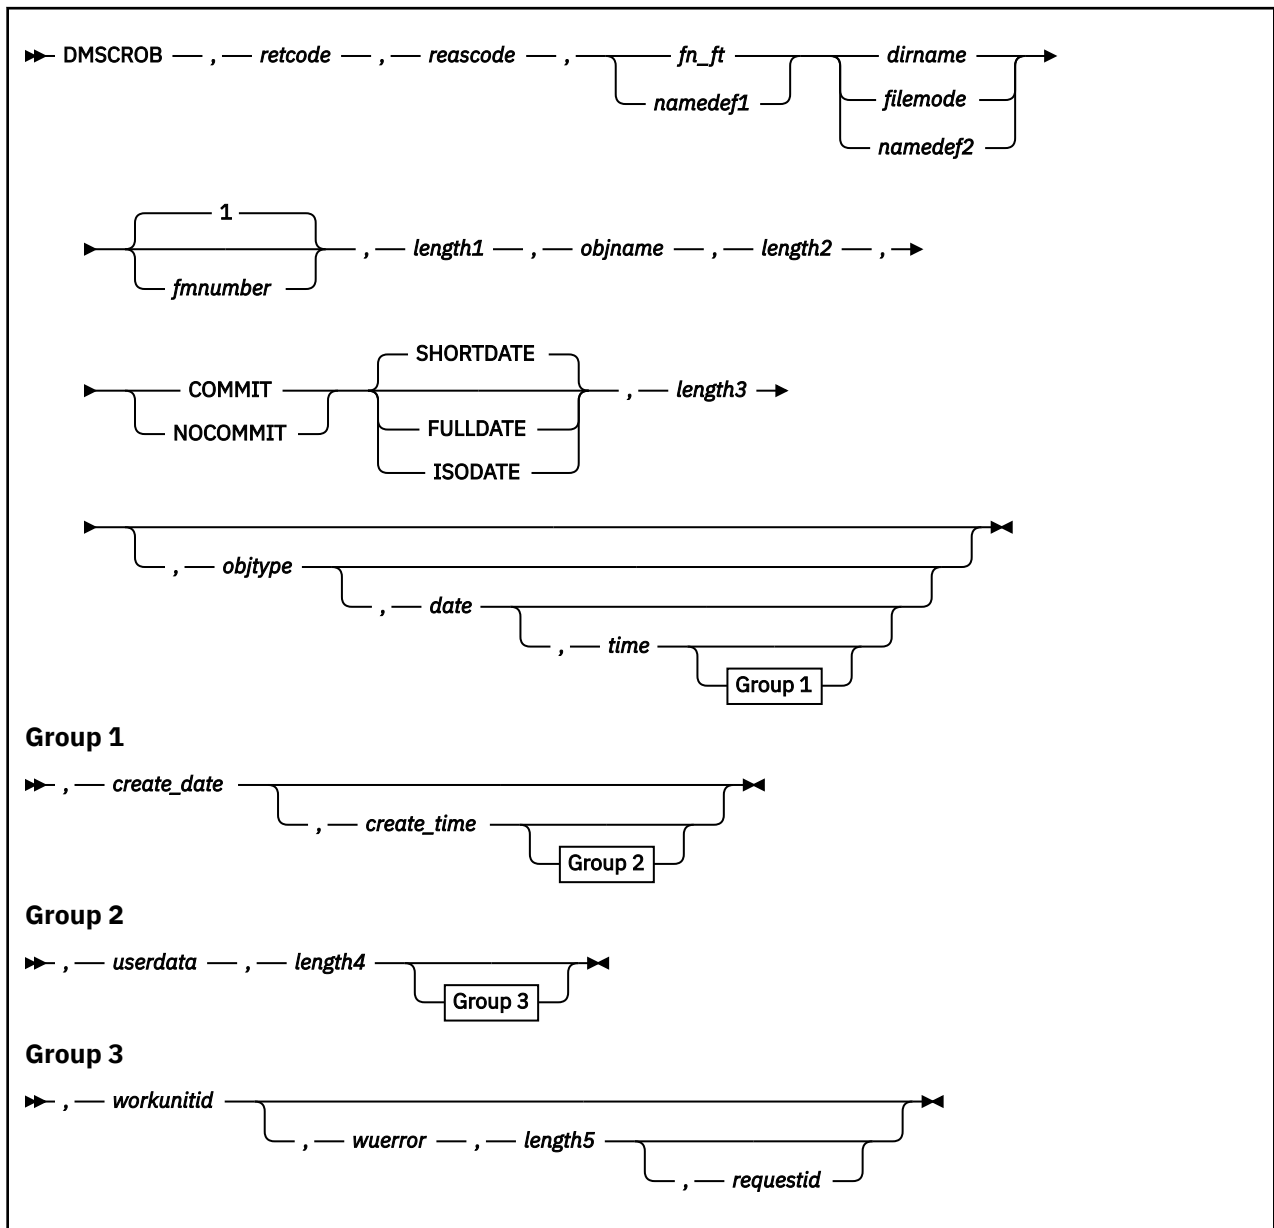 DMSCROB , retcode , reascode , fn_ft dirname
namedef1 filemode
namedef2
1
, length1 , objname , length2 ,
fmnumber
SHORTDATE
COMMIT , length3
NOCOMMIT FULLDATE
ISODATE
, objtype
, date
, time
Group 1
Group 1
, create_date
, create_time
Group 2
Group 2
, userdata , length4
Group 3
Group 3
, workunitid
, wuerror , length5
, requestid